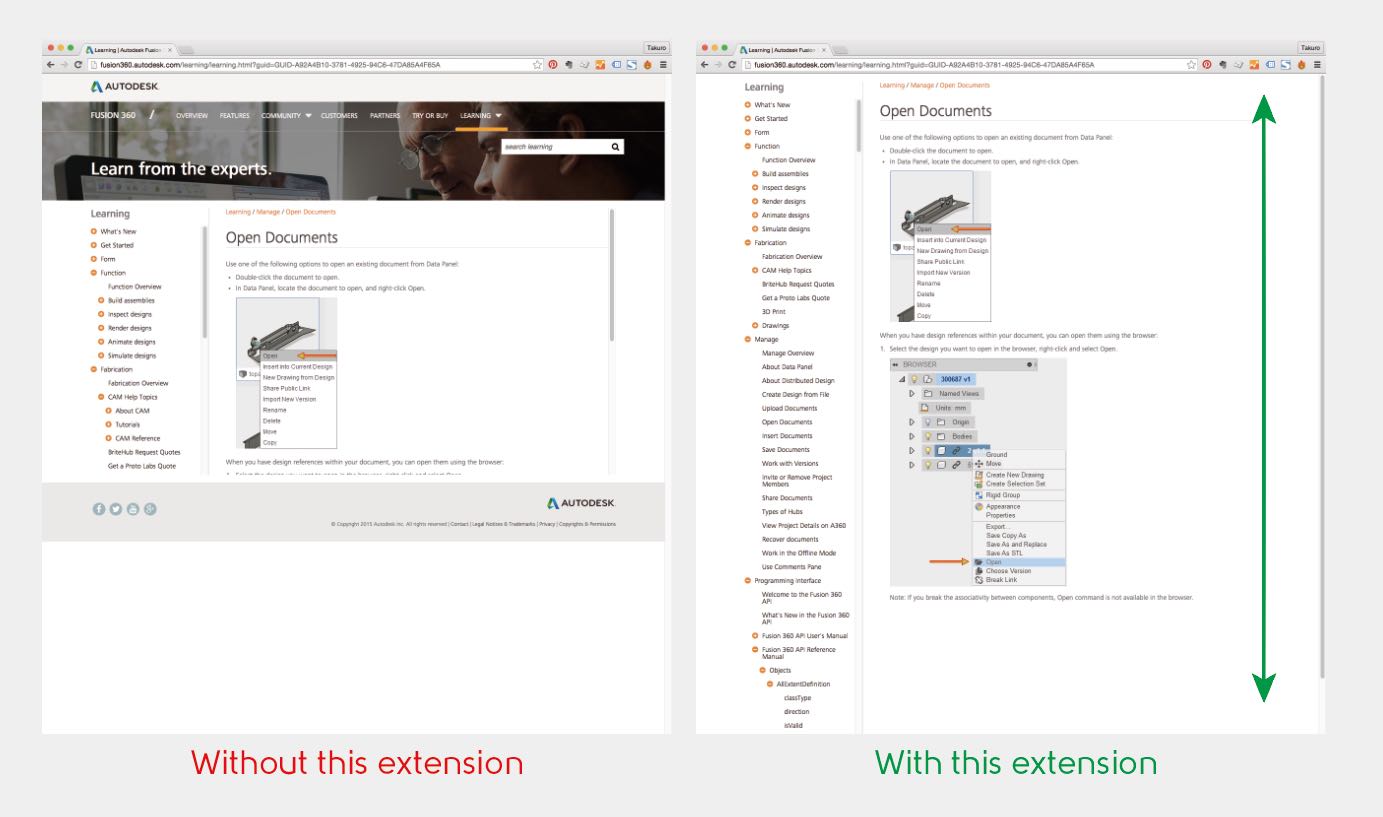 Learning | Autodesk Fusion
Takuro
fusion360.autodesk.com/learning/learning.html?guid=GUID-A92A4B10-3781-4925-94C6-47DA85A4F65A
AUTODESK
FUSION 360 / OVERVIEW FEATURES COMMUNITY CUSTOMERS PARTNERS TRY OR BUY LEARNING
search learning
Learn from the experts.
Learning
What's New
Get Started
Form
Function
Function Overview
Build assembles
Inspect designs
Render designs
Animate designs
Simulate designs
Fabrication
Fabrication Overview
CAM Help Topics
About CAM
Tutorials
CAM Reference
BriteHub Request Quotes
Get a Proto Labs Quote
Learning / Manage / Open Documents
Open Documents
Use one of the following options to open an existing document from Data Panel:
• Double-click the document to open.
• In Data Panel, locate the document to open, and right-click Open.
Open
Insert into Current Design
New Drawing from Design
Share Public Link
Import New Version
Rename
Delete
Move
Copy
When you have design references within your document, you can open them using the browser:
AUTODESK
© Copyright 2015 Autodesk Inc. All rights reserved | Contact | Legal Notices & Trademarks | Privacy | Copyrights & Permissions
Without this extension
Learning | Autodesk Fusion
Takuro
fusion360.autodesk.com/learning/learning.html?guid=GUID-A92A4B10-3781-4925-94C6-47DA85A4F65A
Learning
What's New
Get Started
Form
Function
Function Overview
Build assembles
Inspect designs
Render designs
Animate designs
Simulate designs
Fabrication
Fabrication Overview
CAM Help Topics
BriteHub Request Quotes
Get a Proto Labs Quote
3D Print
Drawings
Manage
Manage Overview
About Data Panel
About Distributed Design
Create Design from File
Upload Documents
Open Documents
Insert Documents
Save Documents
Work with Versions
Invite or Remove Project
Members
Share Documents
Types of Hubs
View Project Details on A360
Recover documents
Work in the Offline Mode
Use Comments Pane
Programming Interface
Welcome to the Fusion 360
API
What's New in the Fusion 360
API
Fusion 360 API User's Manual
Fusion 360 API Reference
Manual
Objects
AllExtentDefinition
classType
direction
isValid
Learning / Manage / Open Documents
Open Documents
Use one of the following options to open an existing document from Data Panel:
• Double-click the document to open.
• In Data Panel, locate the document to open, and right-click Open.
Open
Insert into Current Design
New Drawing from Design
Share Public Link
Import New Version
Rename
Delete
Move
Copy
When you have design references within your document, you can open them using the browser:
1. Select the design you want to open in the browser, right-click and select Open.
BROWSER
300687 v1
Named Views
Units: mm
Origin
Bodies
Ground
Move
Create New Drawing
Create Selection Set
Rigid Group
Appearance
Properties
Export...
Save Copy As
Save As and Replace
Save As STL
Open
Choose Version
Break Link
Note: If you break the associativity between components, Open command is not available in the browser.
With this extension